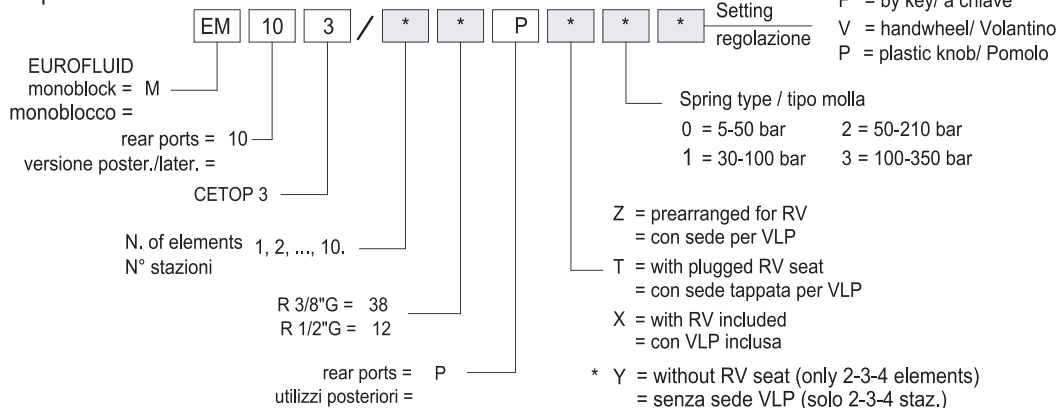 EM 10 3 / * * P * * *
Setting
regolazione
F = by key/ a chiave
V = handwheel/ Volantino
P = plastic knob/ Pomolo
EUROFLUID
monoblock = M
monoblocco =
rear ports = 10
versione poster./later. =
CETOP 3
Spring type / tipo molla
0 = 5-50 bar 2 = 50-210 bar
1 = 30-100 bar 3 = 100-350 bar
N. of elements 1, 2, ..., 10.
N° stazioni
R 3/8"G = 38
R 1/2"G = 12
rear ports = P
utilizzi posteriori =
Z = prearranged for RV
= con sede per VLP
T = with plugged RV seat
= con sede tappata per VLP
X = with RV included
= con VLP inclusa
* Y = without RV seat (only 2-3-4 elements)
= senza sede VLP (solo 2-3-4 staz.)